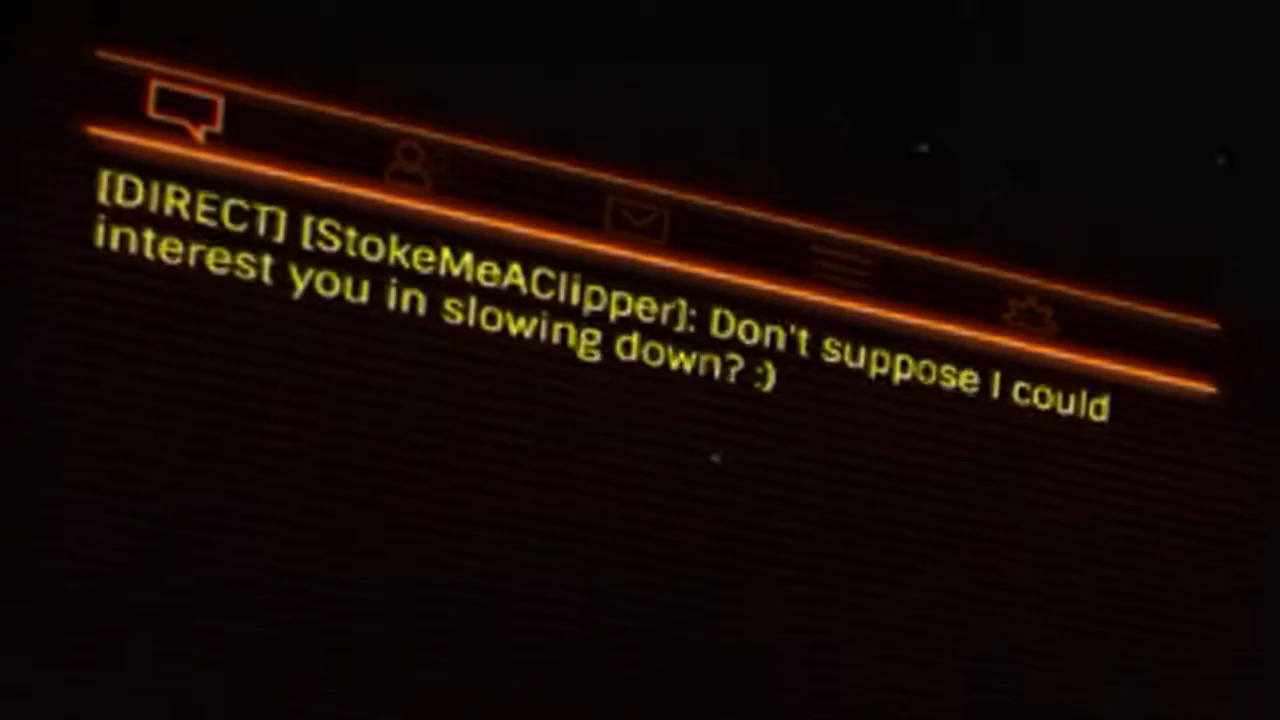 [DIRECT] [StokeMeAClipper]: Don't suppose I could
interest you in slowing down? :)